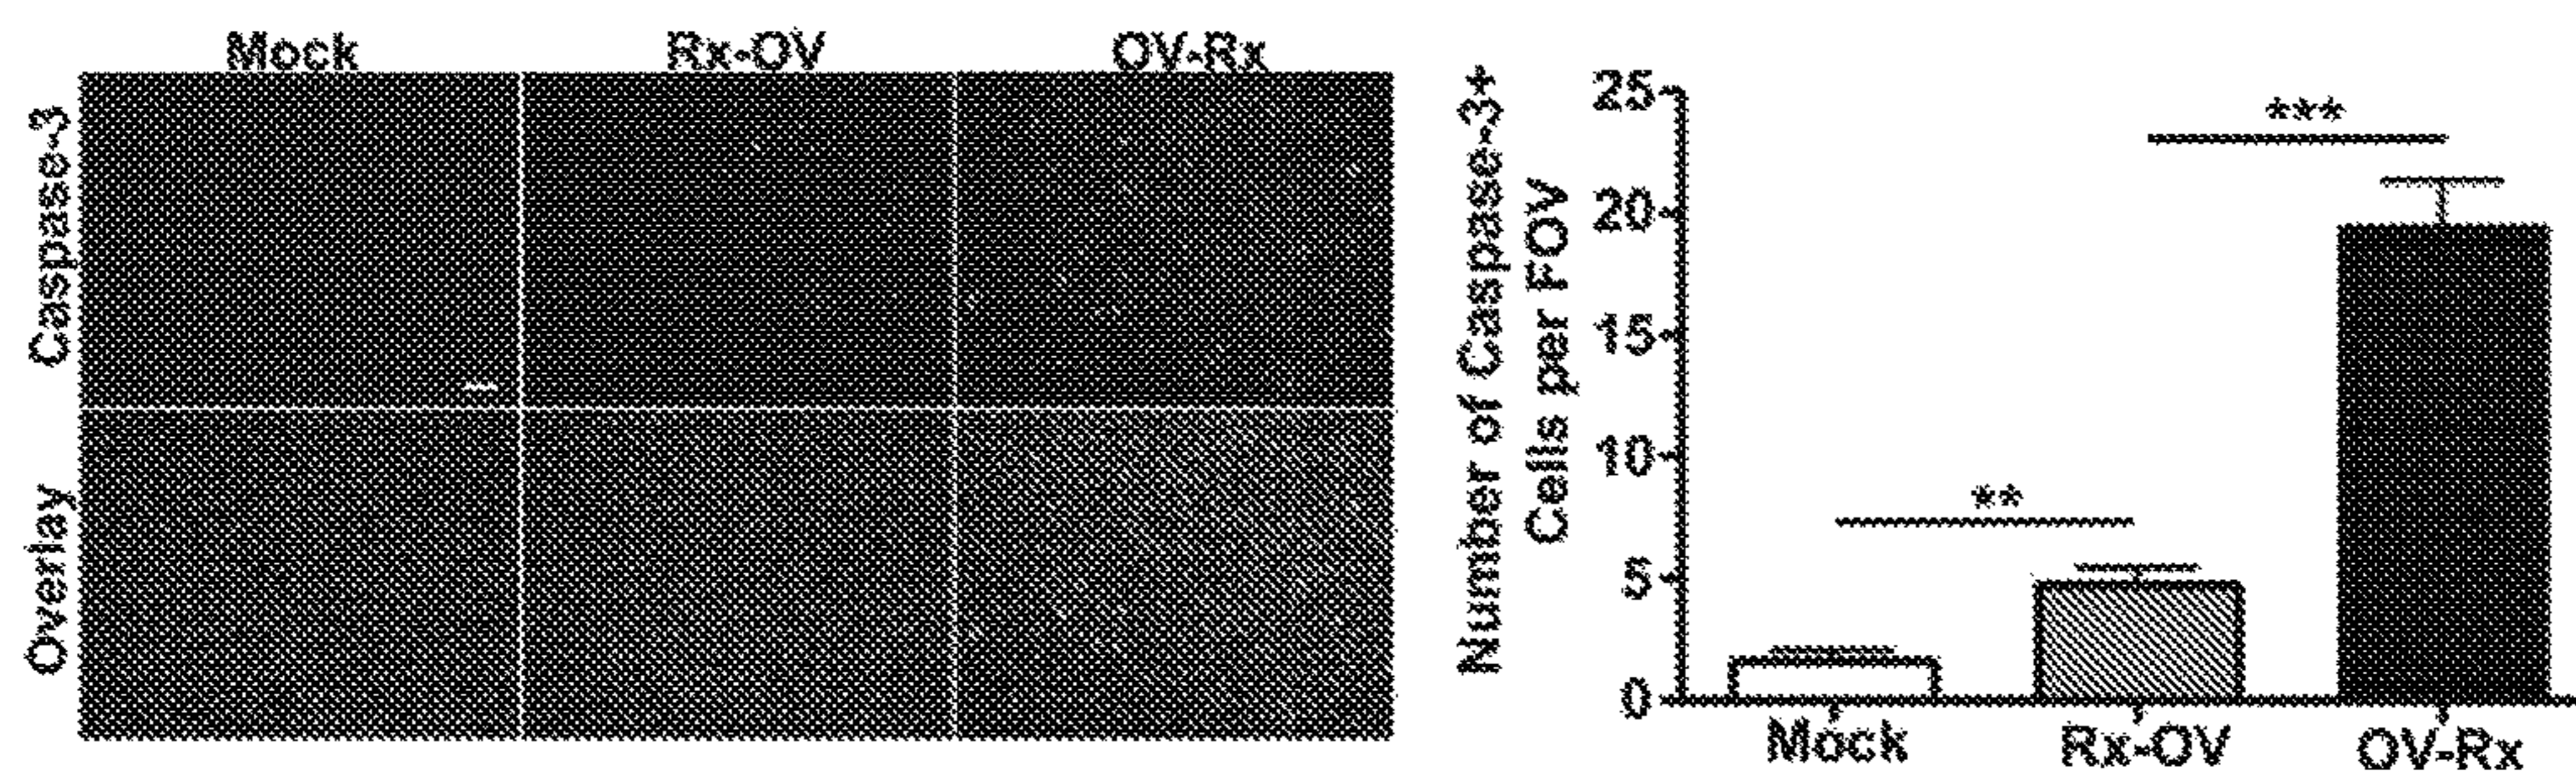 Mock Rx-OV OV-Rx
Caspase-3
Overlay
Number of Caspase-3+
Cells per FOV
25
20
15
10
5
0
***
**
Mock Rx-OV OV-Rx